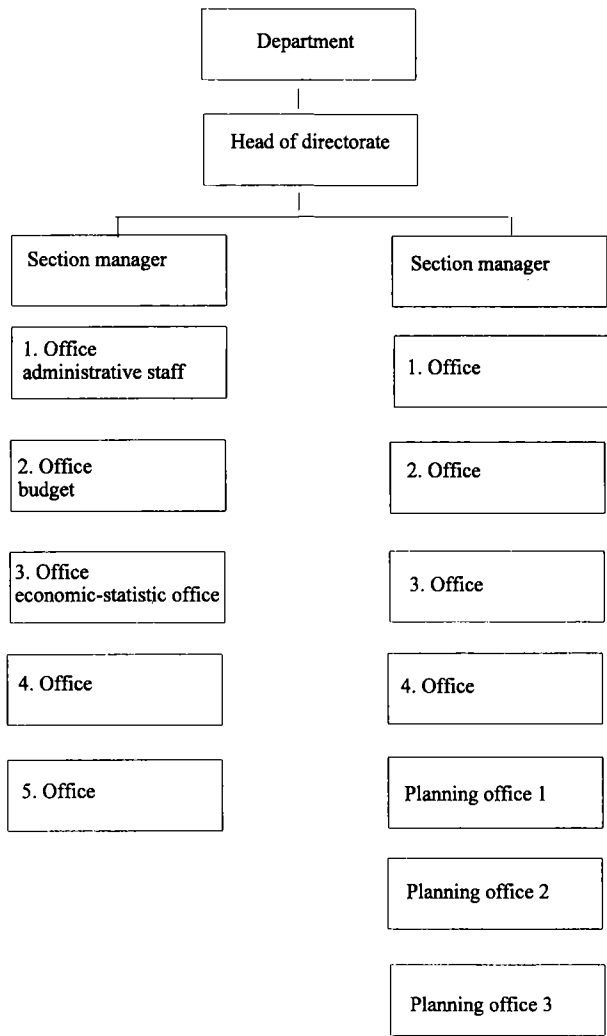 Department
Head of directorate
Section manager
1. Office
administrative staff
2. Office
budget
3. Office
economic-statistic office
4. Office
5. Office
Section manager
1. Office
2. Office
3. Office
4. Office
Planning office 1
Planning office 2
Planning office 3